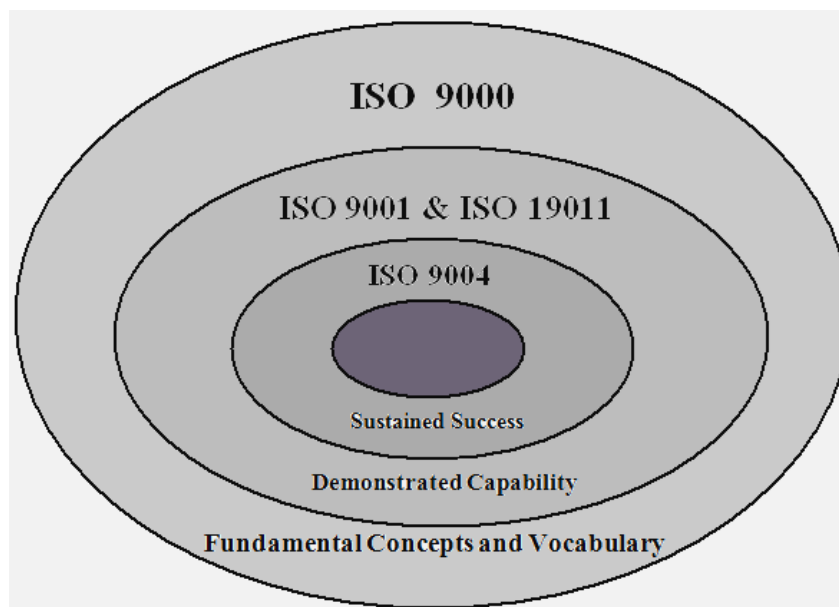 ISO 9000
ISO 9001 & ISO 19011
ISO 9004
Sustained Success
Demonstrated Capability
Fundamental Concepts and Vocabulary